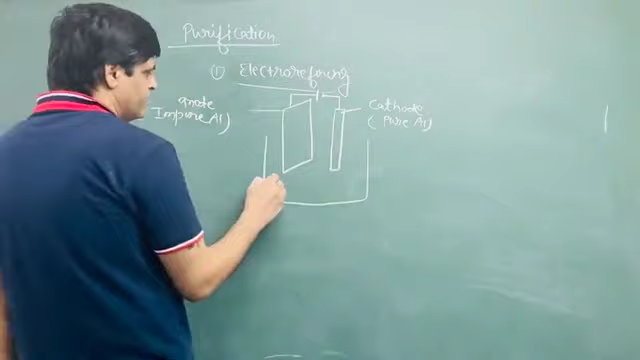 Purification
① Electrorefining
anode
Impure Al)
Cathode
(Pure Al)